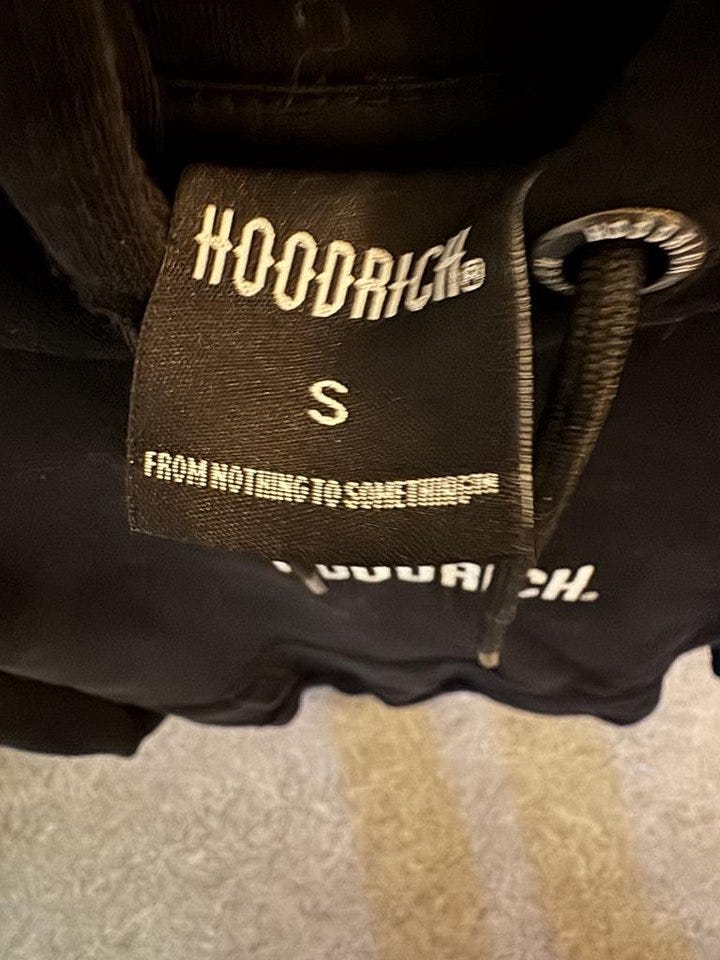 HOODRICH®
S
FROM NOTHING TO SOMETHING
HOODRICH.